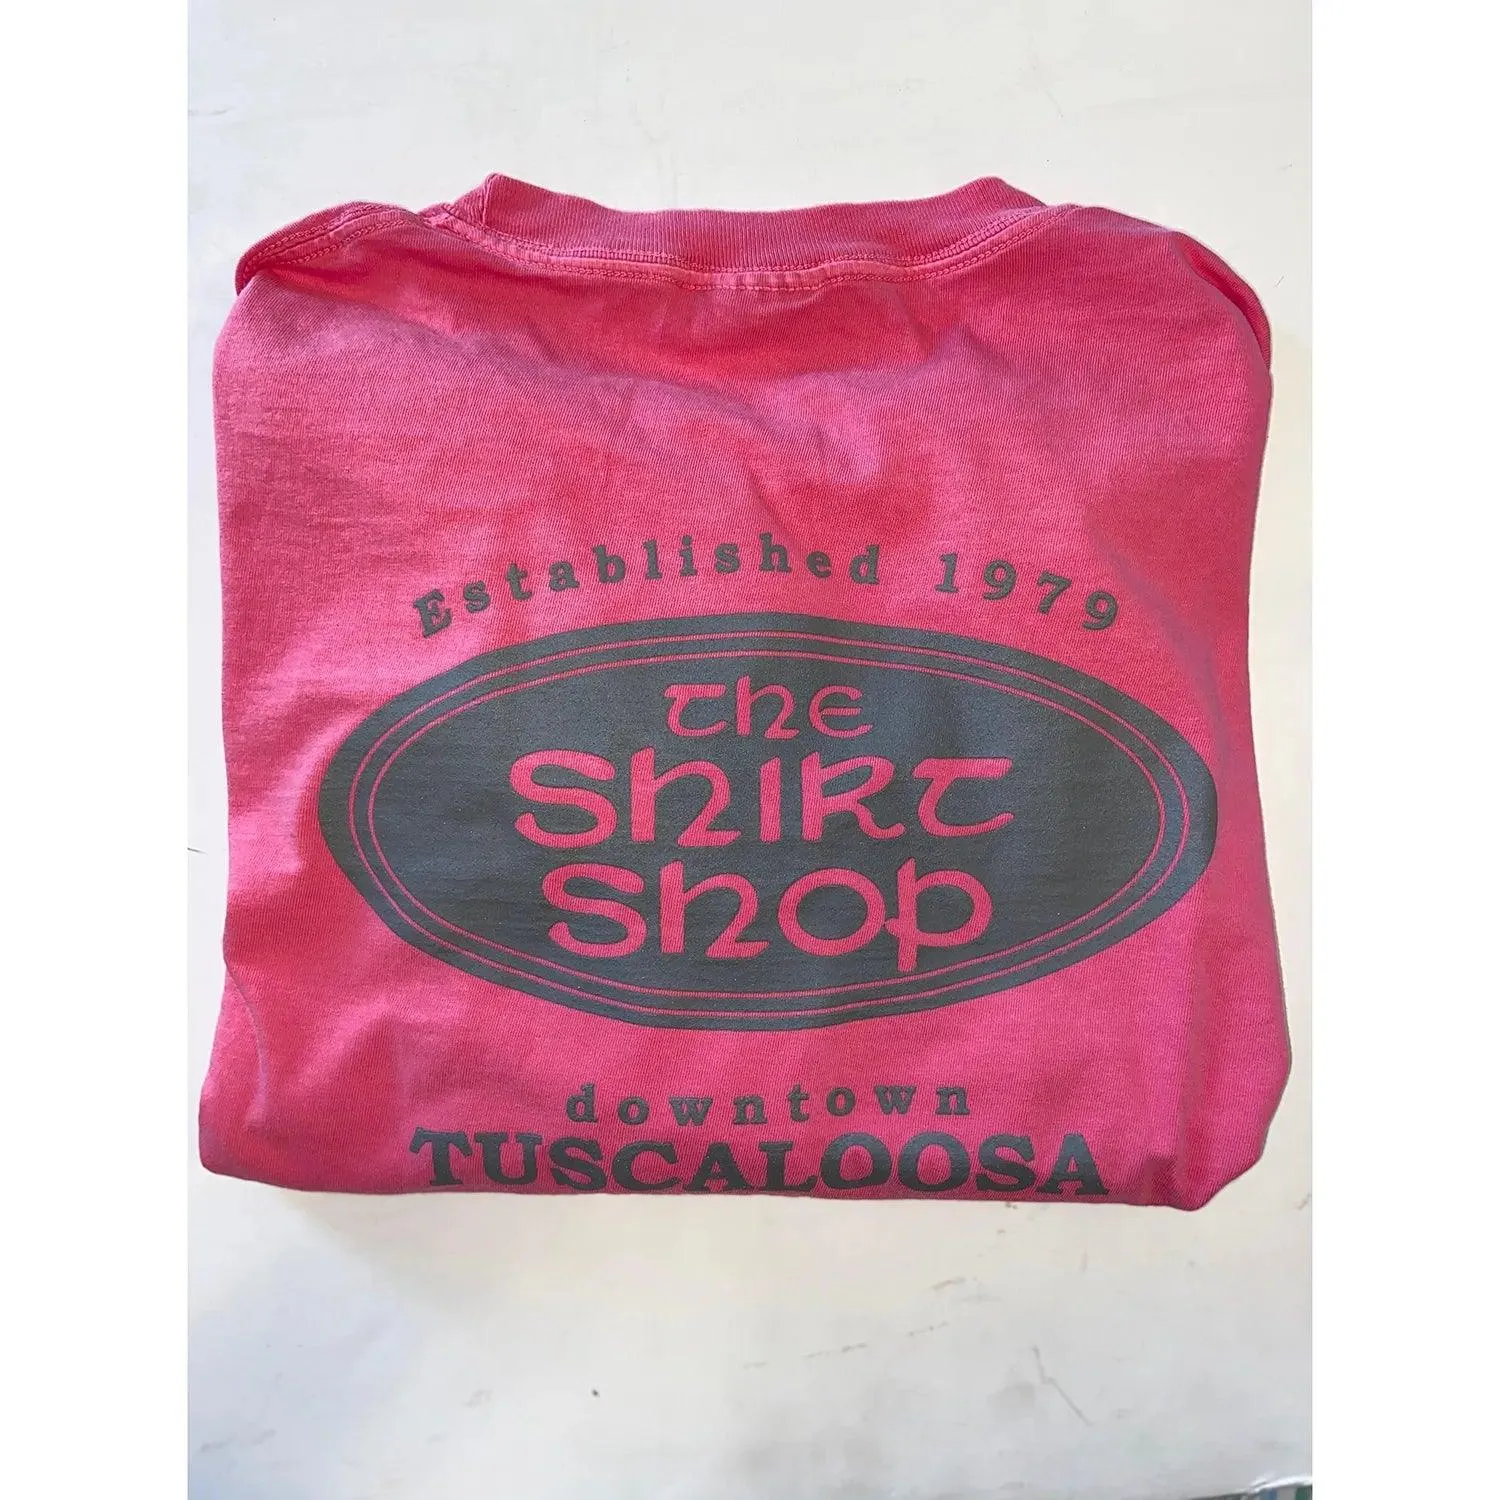 Established 1979
The
Shirt
Shop
downtown
TUSCALOOSA